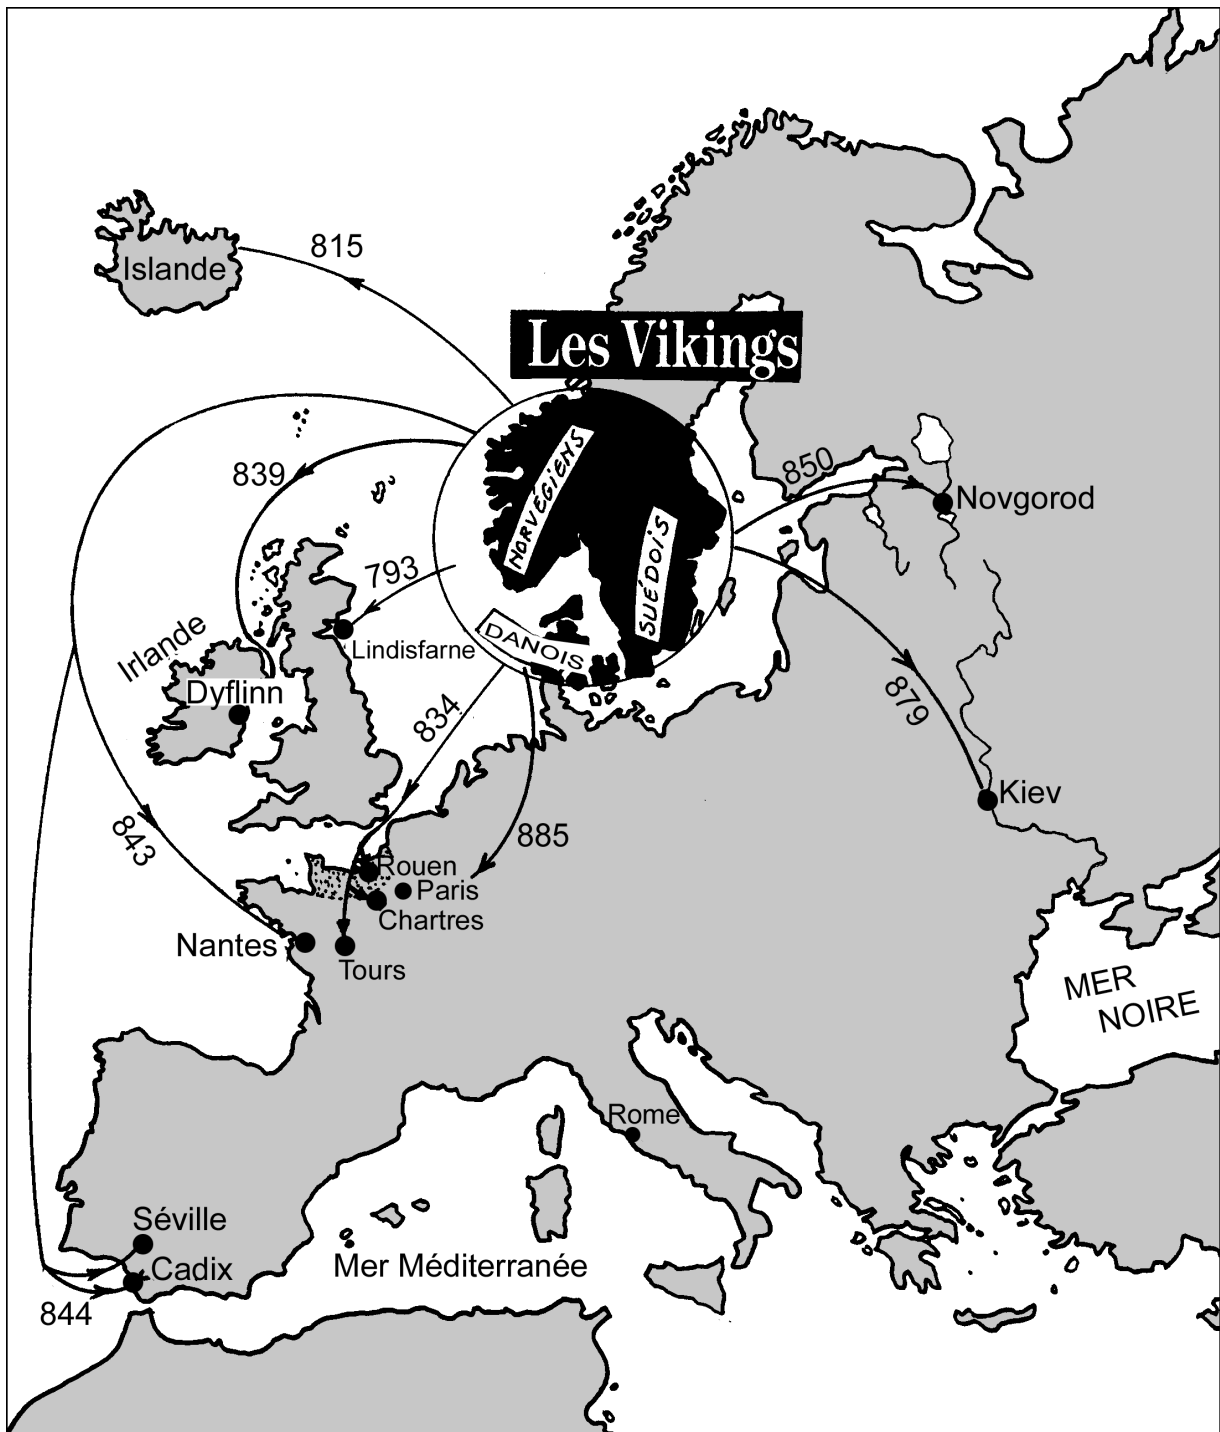 815
Islande
Les Vikings
NORVÉGIENS
SUÉDOIS
DANOIS
839
850
Novgorod
793
Lindisfarne
Irlande
Dyflinn
834
879
Kiev
843
885
Rouen
Paris
Chartres
Nantes
Tours
MER
NOIRE
Rome
Séville
Cadix
Mer Méditerranée
844